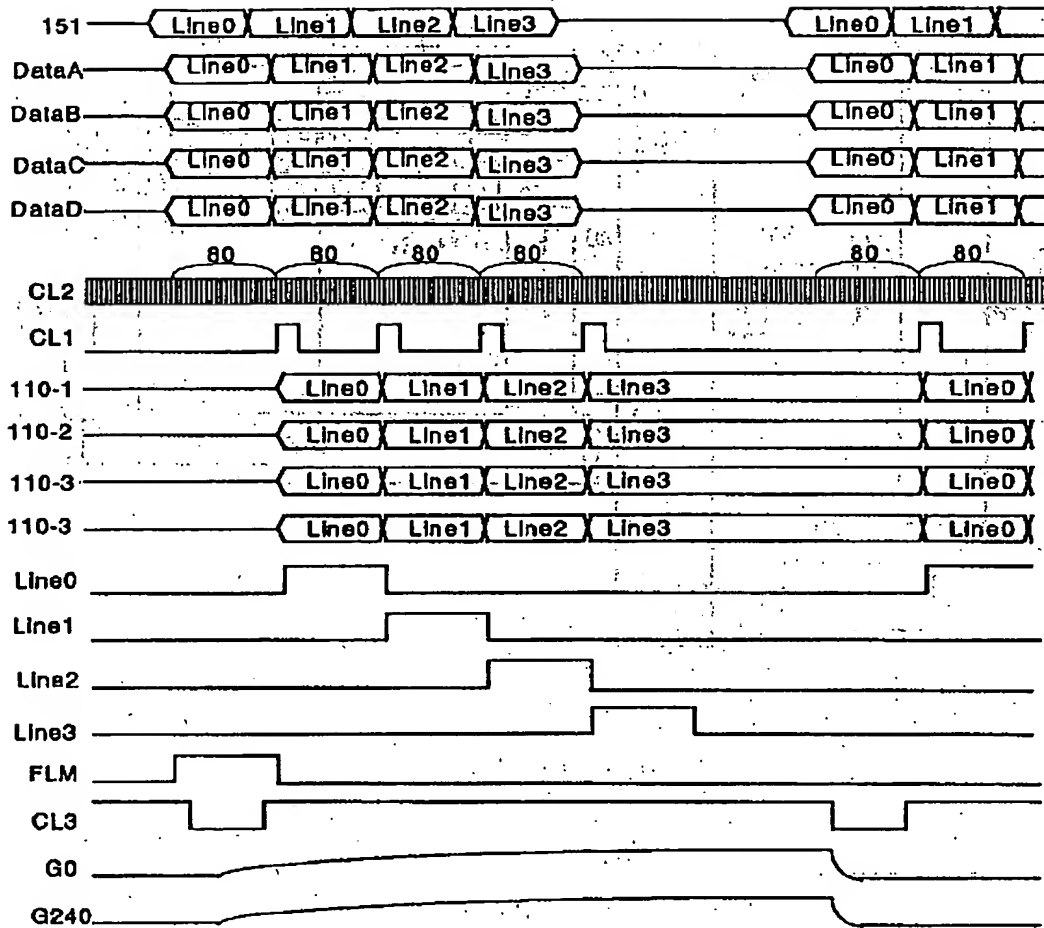 151 Line0 Line1 Line2 Line3 Line0 Line1
DataA Line0 Line1 Line2 Line3 Line0 Line1
DataB Line0 Line1 Line2 Line3 Line0 Line1
DataC Line0 Line1 Line2 Line3 Line0 Line1
DataD Line0 Line1 Line2 Line3 Line0 Line1
80 80 80 80 80 80
CL2
CL1
110-1 Line0 Line1 Line2 Line3 Line0
110-2 Line0 Line1 Line2 Line3 Line0
110-3 Line0 Line1 Line2 Line3 Line0
110-3 Line0 Line1 Line2 Line3 Line0
Line0
Line1
Line2
Line3
FLM
CL3
G0
G240